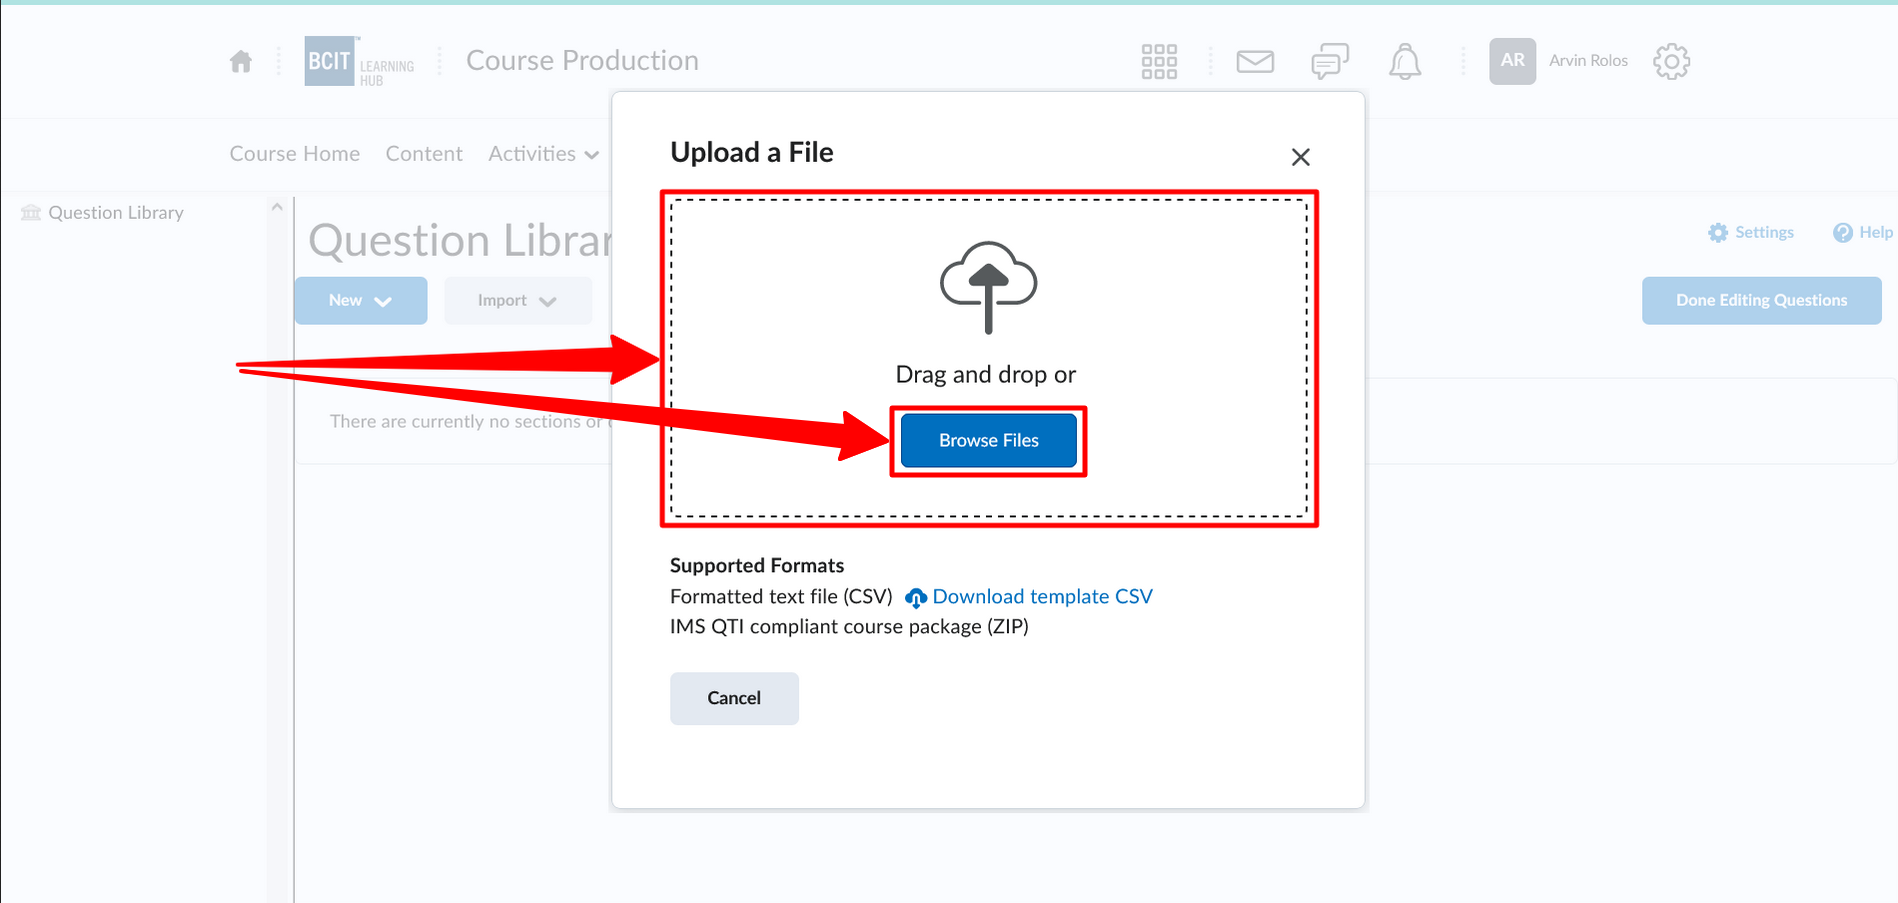 BCIT™ LEARNING
HUB
Course Production
AR Arvin Rolos
Course Home Content Activities
Question Library
Question Librar
Settings Help
New Import
Done Editing Questions
There are currently no sections or
Upload a File
Drag and drop or
Browse Files
Supported Formats
Formatted text file (CSV) Download template CSV
IMS QTI compliant course package (ZIP)
Cancel